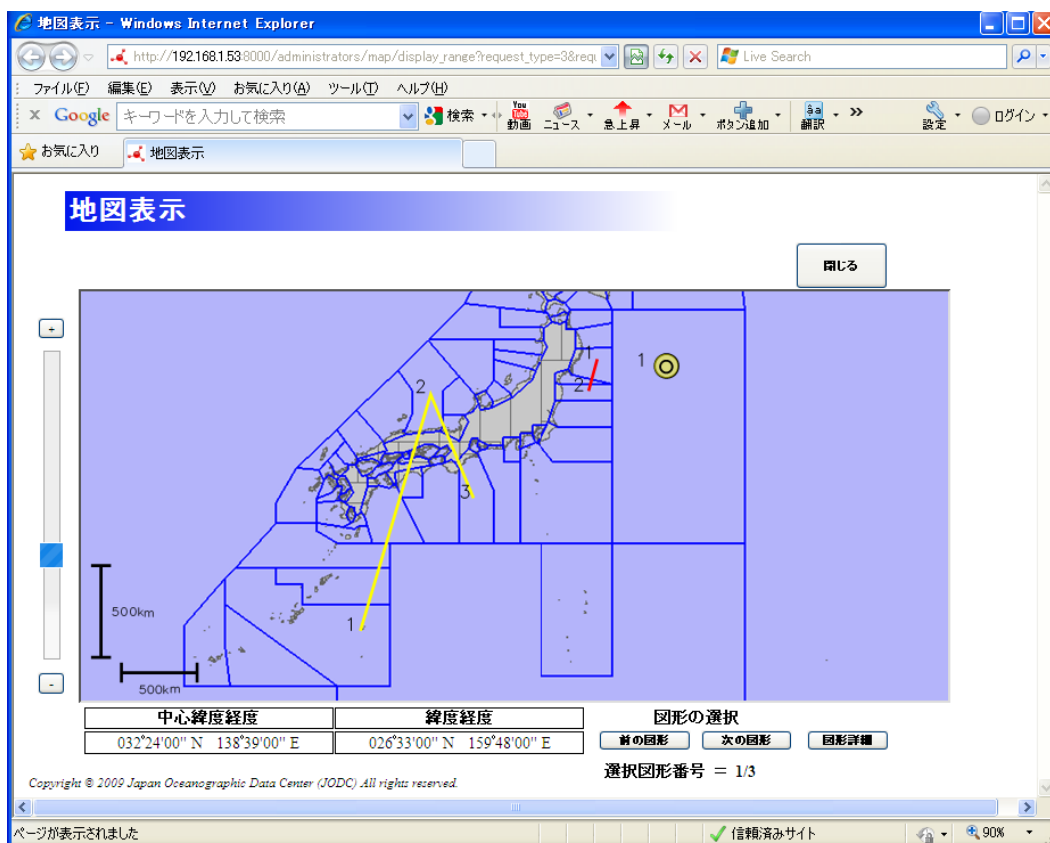 地図表示 - Windows Internet Explorer
http://192.168.1.53:8000/administrators/map/display_range?request_type=3&requ
Live Search
ファイル(F) 編集(E) 表示(V) お気に入り(A) ツール(T) ヘルプ(H)
x Google キーワードを入力して検索 検索 You Tube 動画 ニュース 急上昇 メール ボタン追加 翻訳 » 設定 ログイン
お気に入り 地図表示
地図表示
閉じる
+
1
1
2
2
3
500km
1
-
500km
中心緯度経度 緯度経度 図形の選択
032°24'00" N 138°39'00" E 026°33'00" N 159°48'00" E 前の図形 次の図形 図形詳細
選択図形番号 = 1/3
Copyright © 2009 Japan Oceanographic Data Center (JODC) All rights reserved.
ページが表示されました 信頼済みサイト 90%